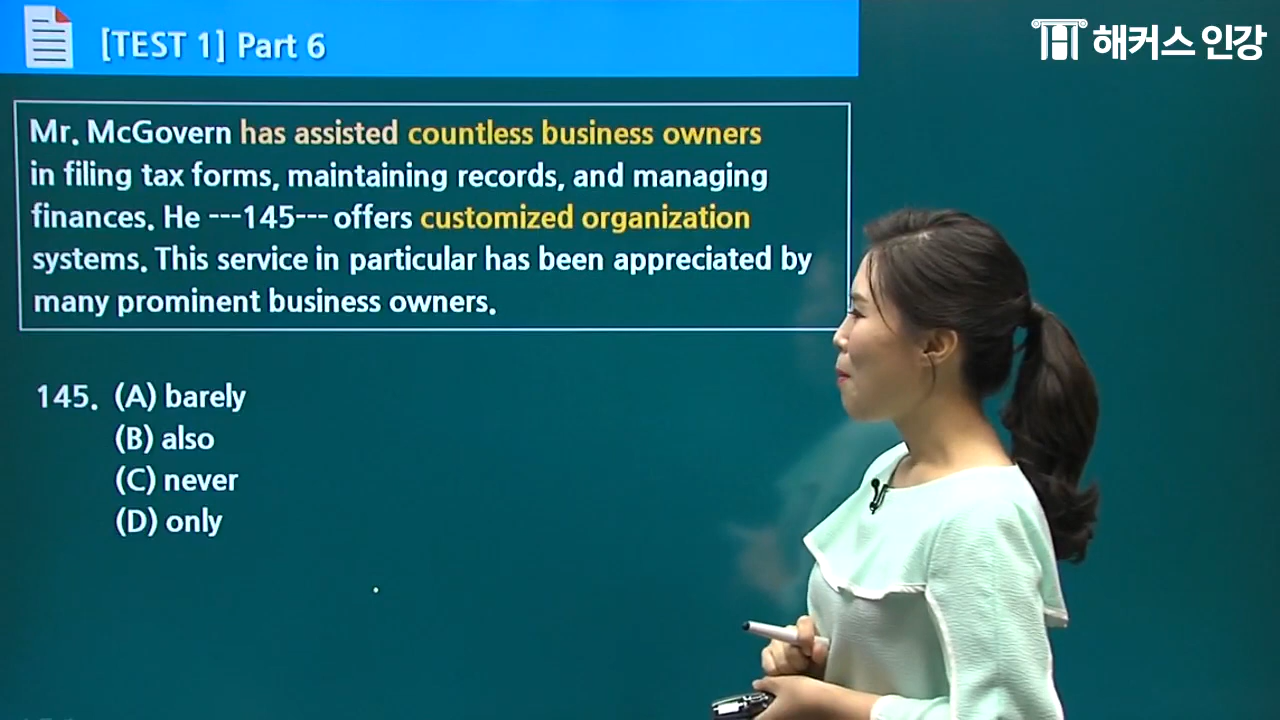 [TEST 1] Part 6
해커스 인강
Mr. McGovern has assisted countless business owners
in filing tax forms, maintaining records, and managing
finances. He ---145--- offers customized organization
systems. This service in particular has been appreciated by
many prominent business owners.
145. (A) barely
(B) also
(C) never
(D) only